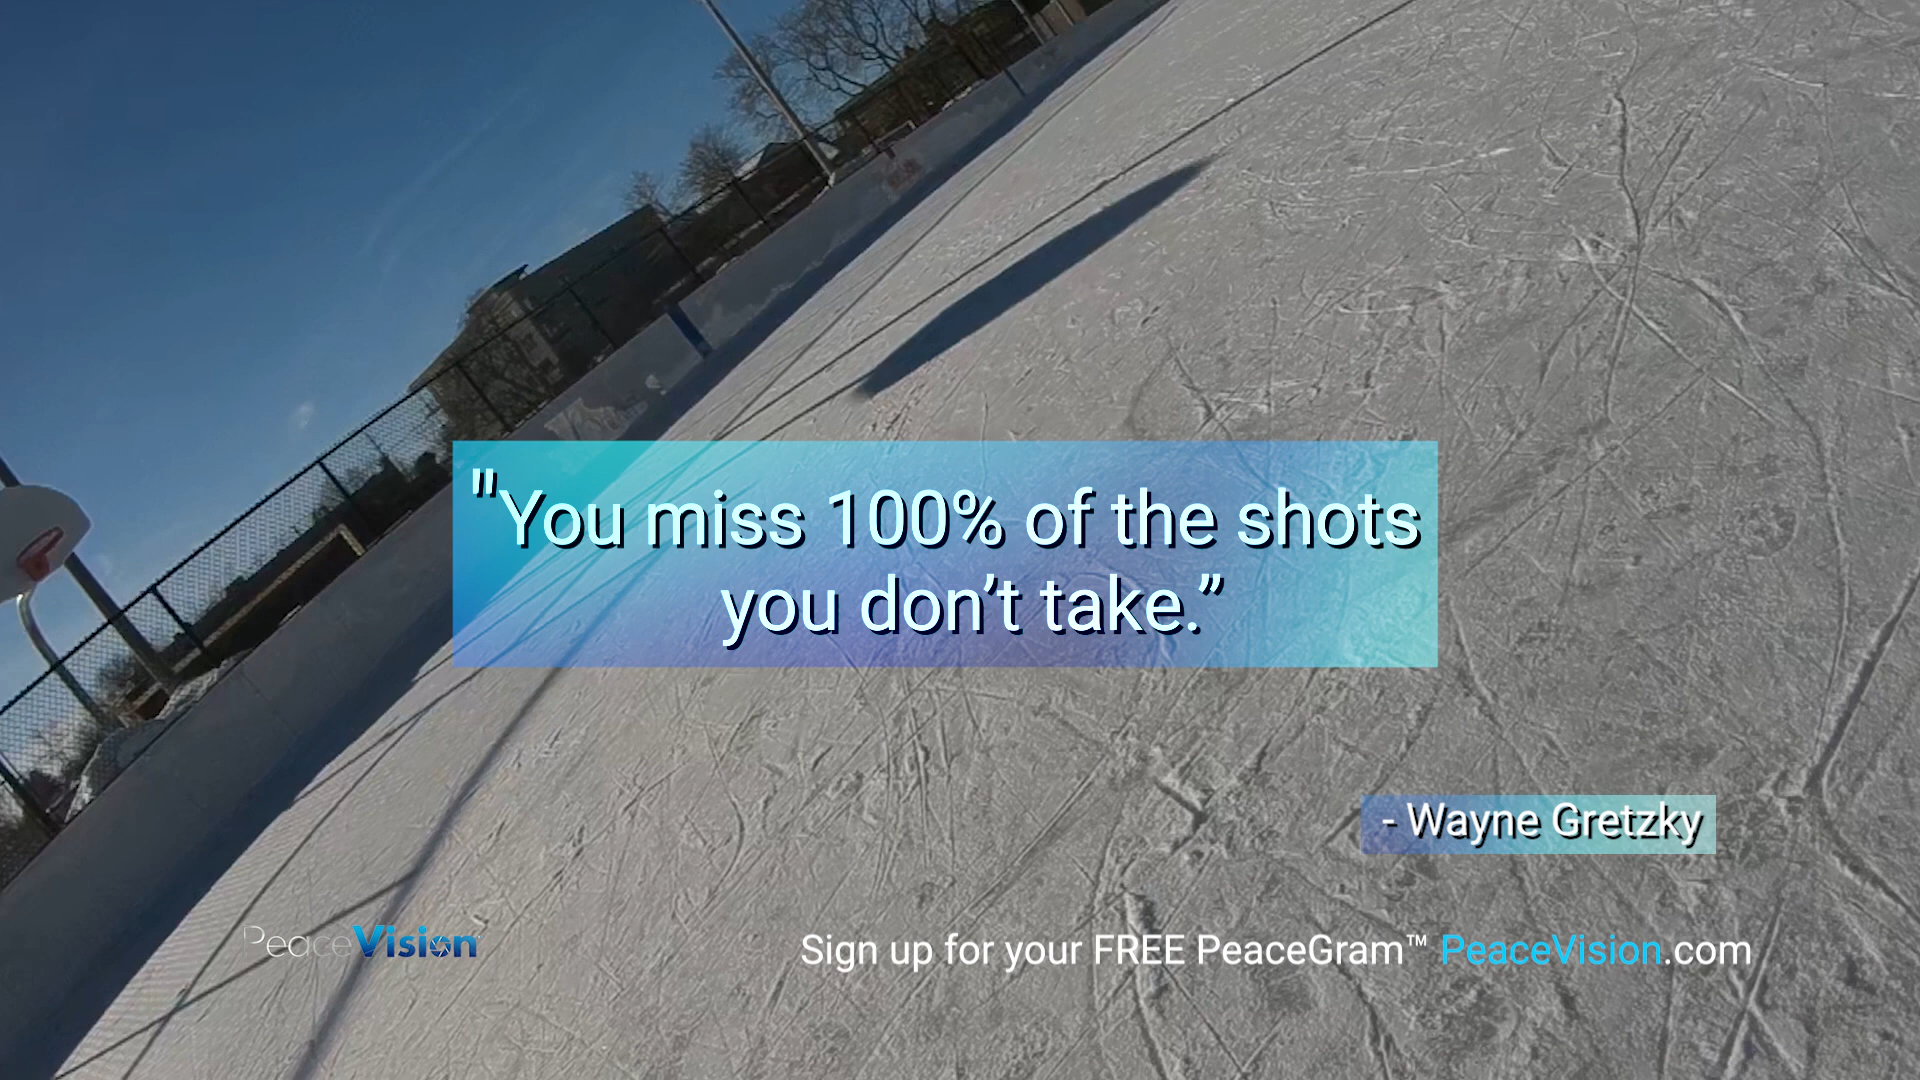 "You miss 100% of the shots
you don’t take.”
- Wayne Gretzky
PeaceVision
Sign up for your FREE PeaceGram™ PeaceVision.com